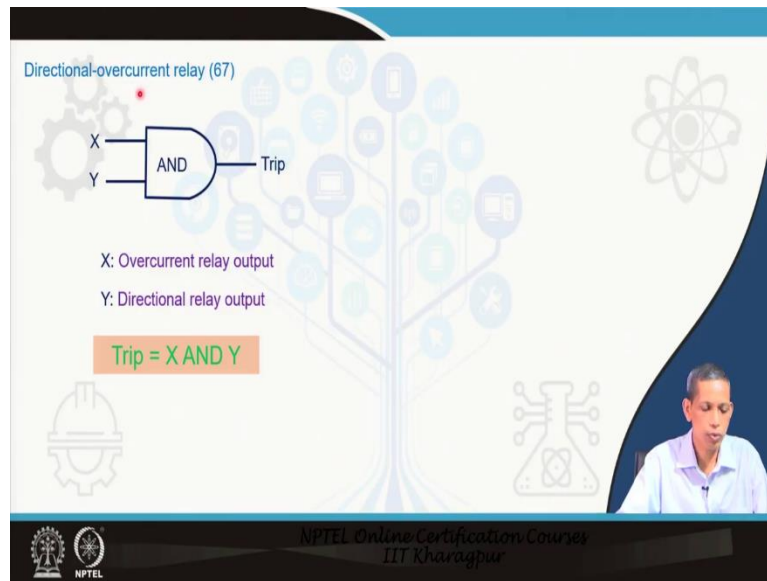 Directional-overcurrent relay (67)
X
AND
Trip
Y
X: Overcurrent relay output
Y: Directional relay output
Trip = X AND Y
NPTEL Online Certification Courses
IIT Kharagpur
NPTEL